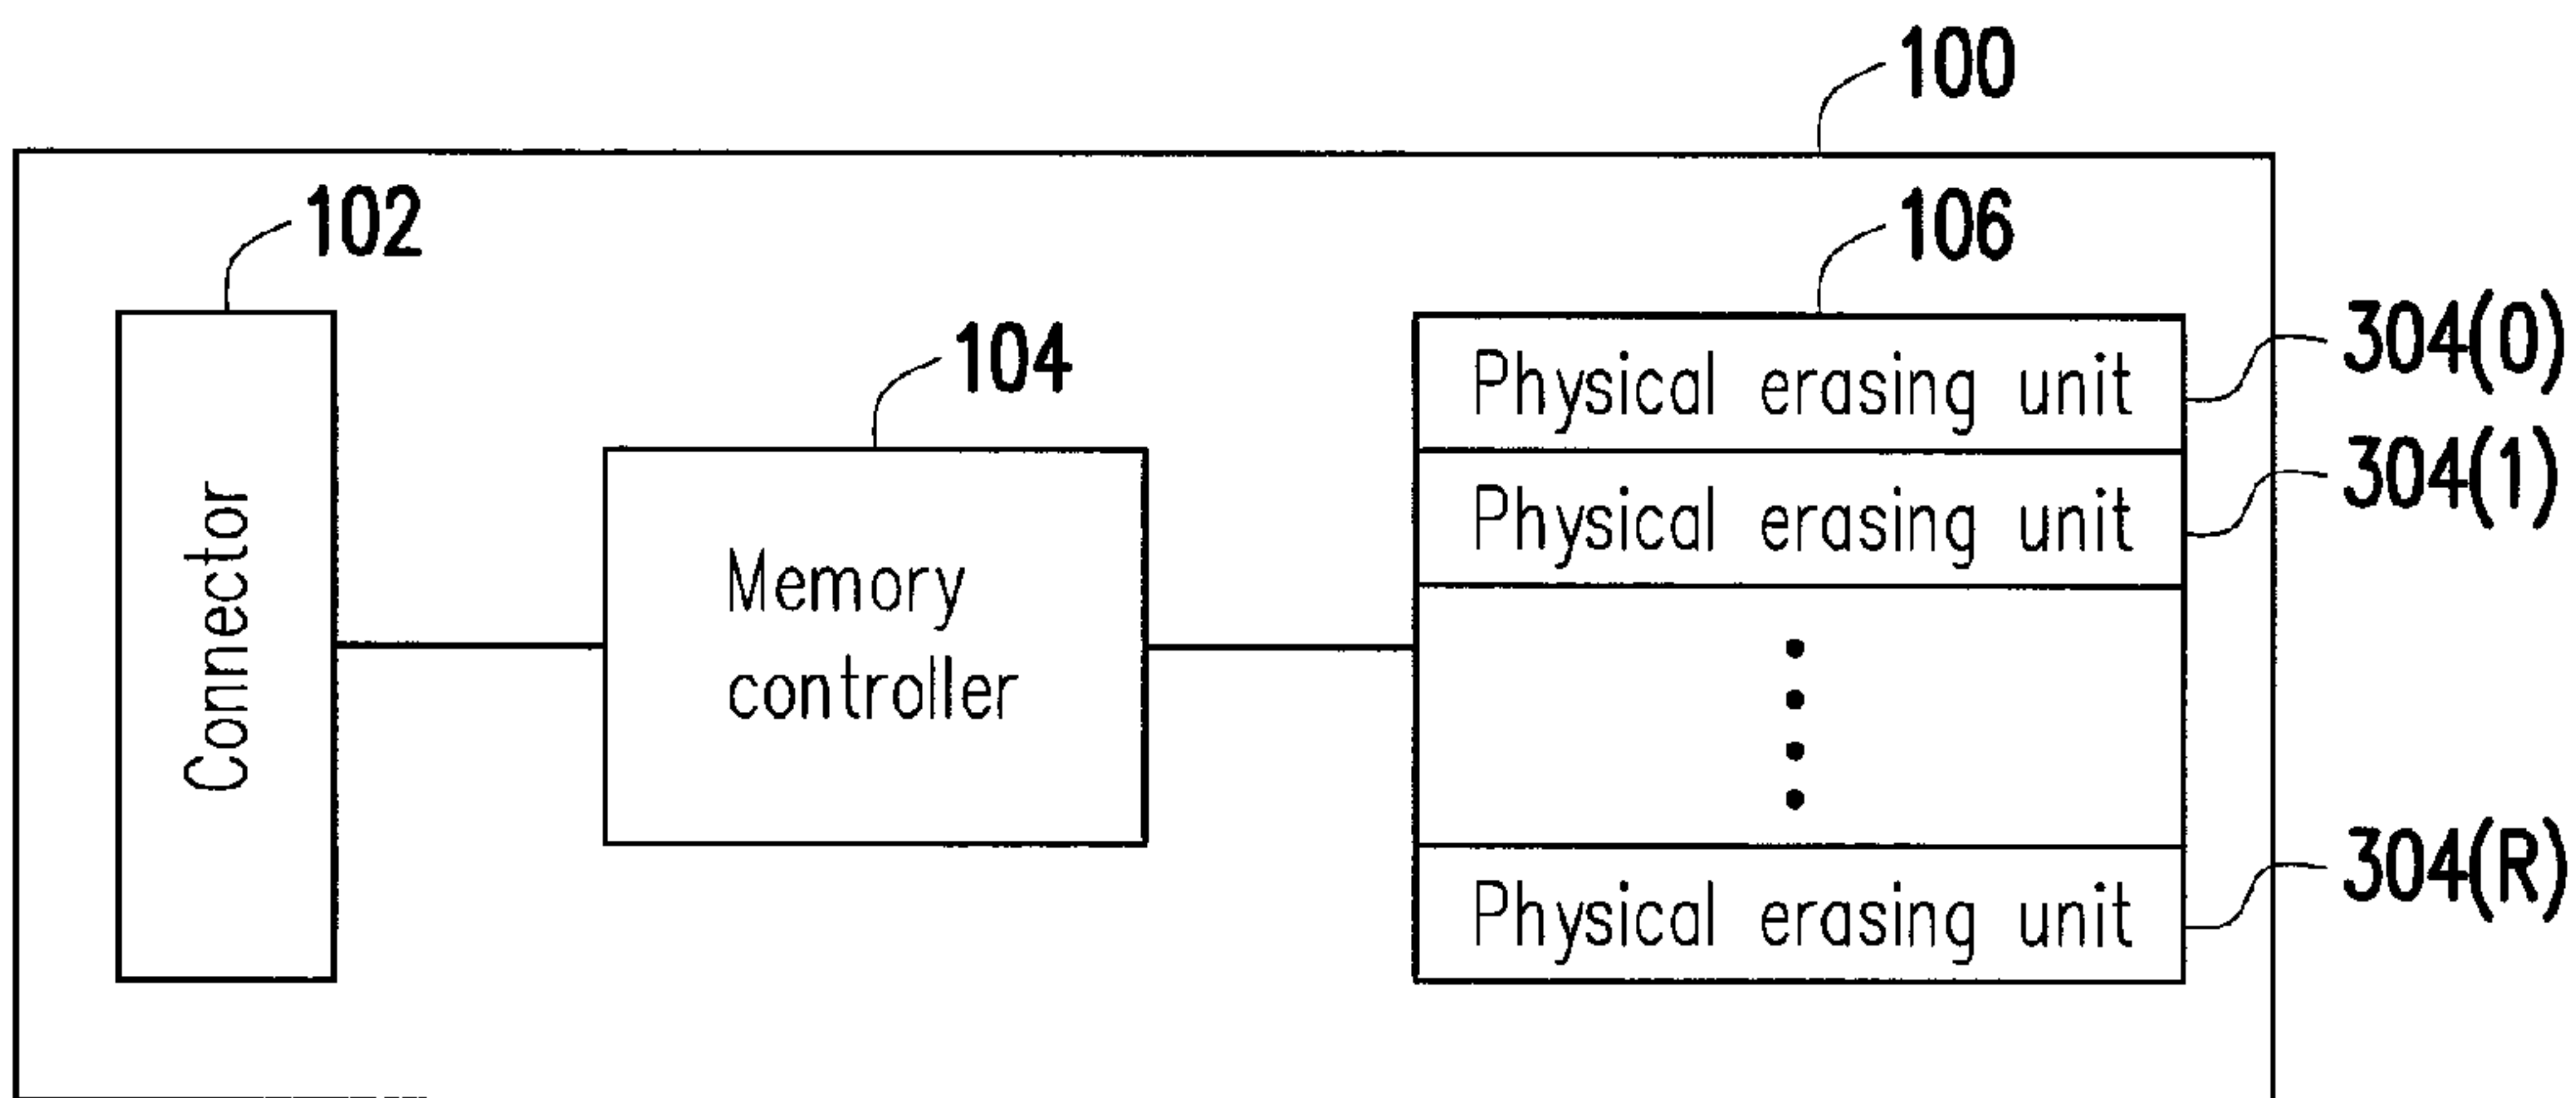 100
102
106
104
304(0)
Physical erasing unit
304(1)
Physical erasing unit
Connector
Memory
controller
304(R)
Physical erasing unit